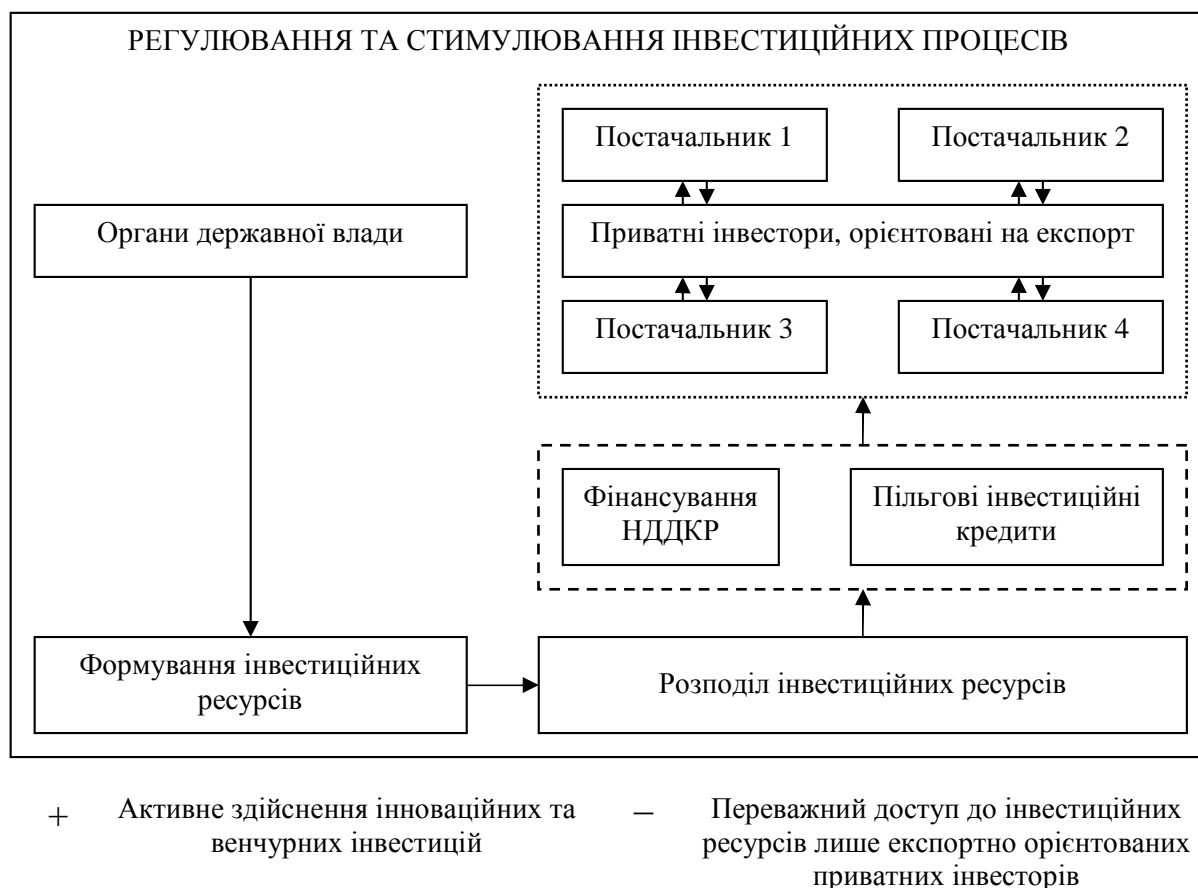 РЕГУЛЮВАННЯ ТА СТИМУЛЮВАННЯ ІНВЕСТИЦІЙНИХ ПРОЦЕСІВ
Постачальник 1
Постачальник 2
Органи державної влади
Приватні інвестори, орієнтовані на експорт
Постачальник 3
Постачальник 4
Фінансування
НДДКР
Пільгові інвестиційні
кредити
Формування інвестиційних
ресурсів
Розподіл інвестиційних ресурсів
+
Активне здійснення інноваційних та
венчурних інвестицій
–
Переважний доступ до інвестиційних
ресурсів лише експортно орієнтованих
приватних інвесторів